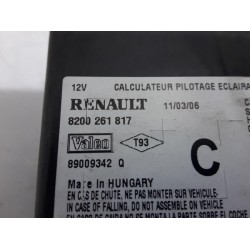 12V CALCULATEUR PILOTAGE
RENAULT 11/03/06
8200 261 817
Valeo T93
89009342 Q
C
Made in HUNGARY
EN CAS DE CHUTE, NE PAS MONTER SUR VEHICULE.
IN CASE OF FALLING, DO NOT ASSEMBLE ON VEHICLE